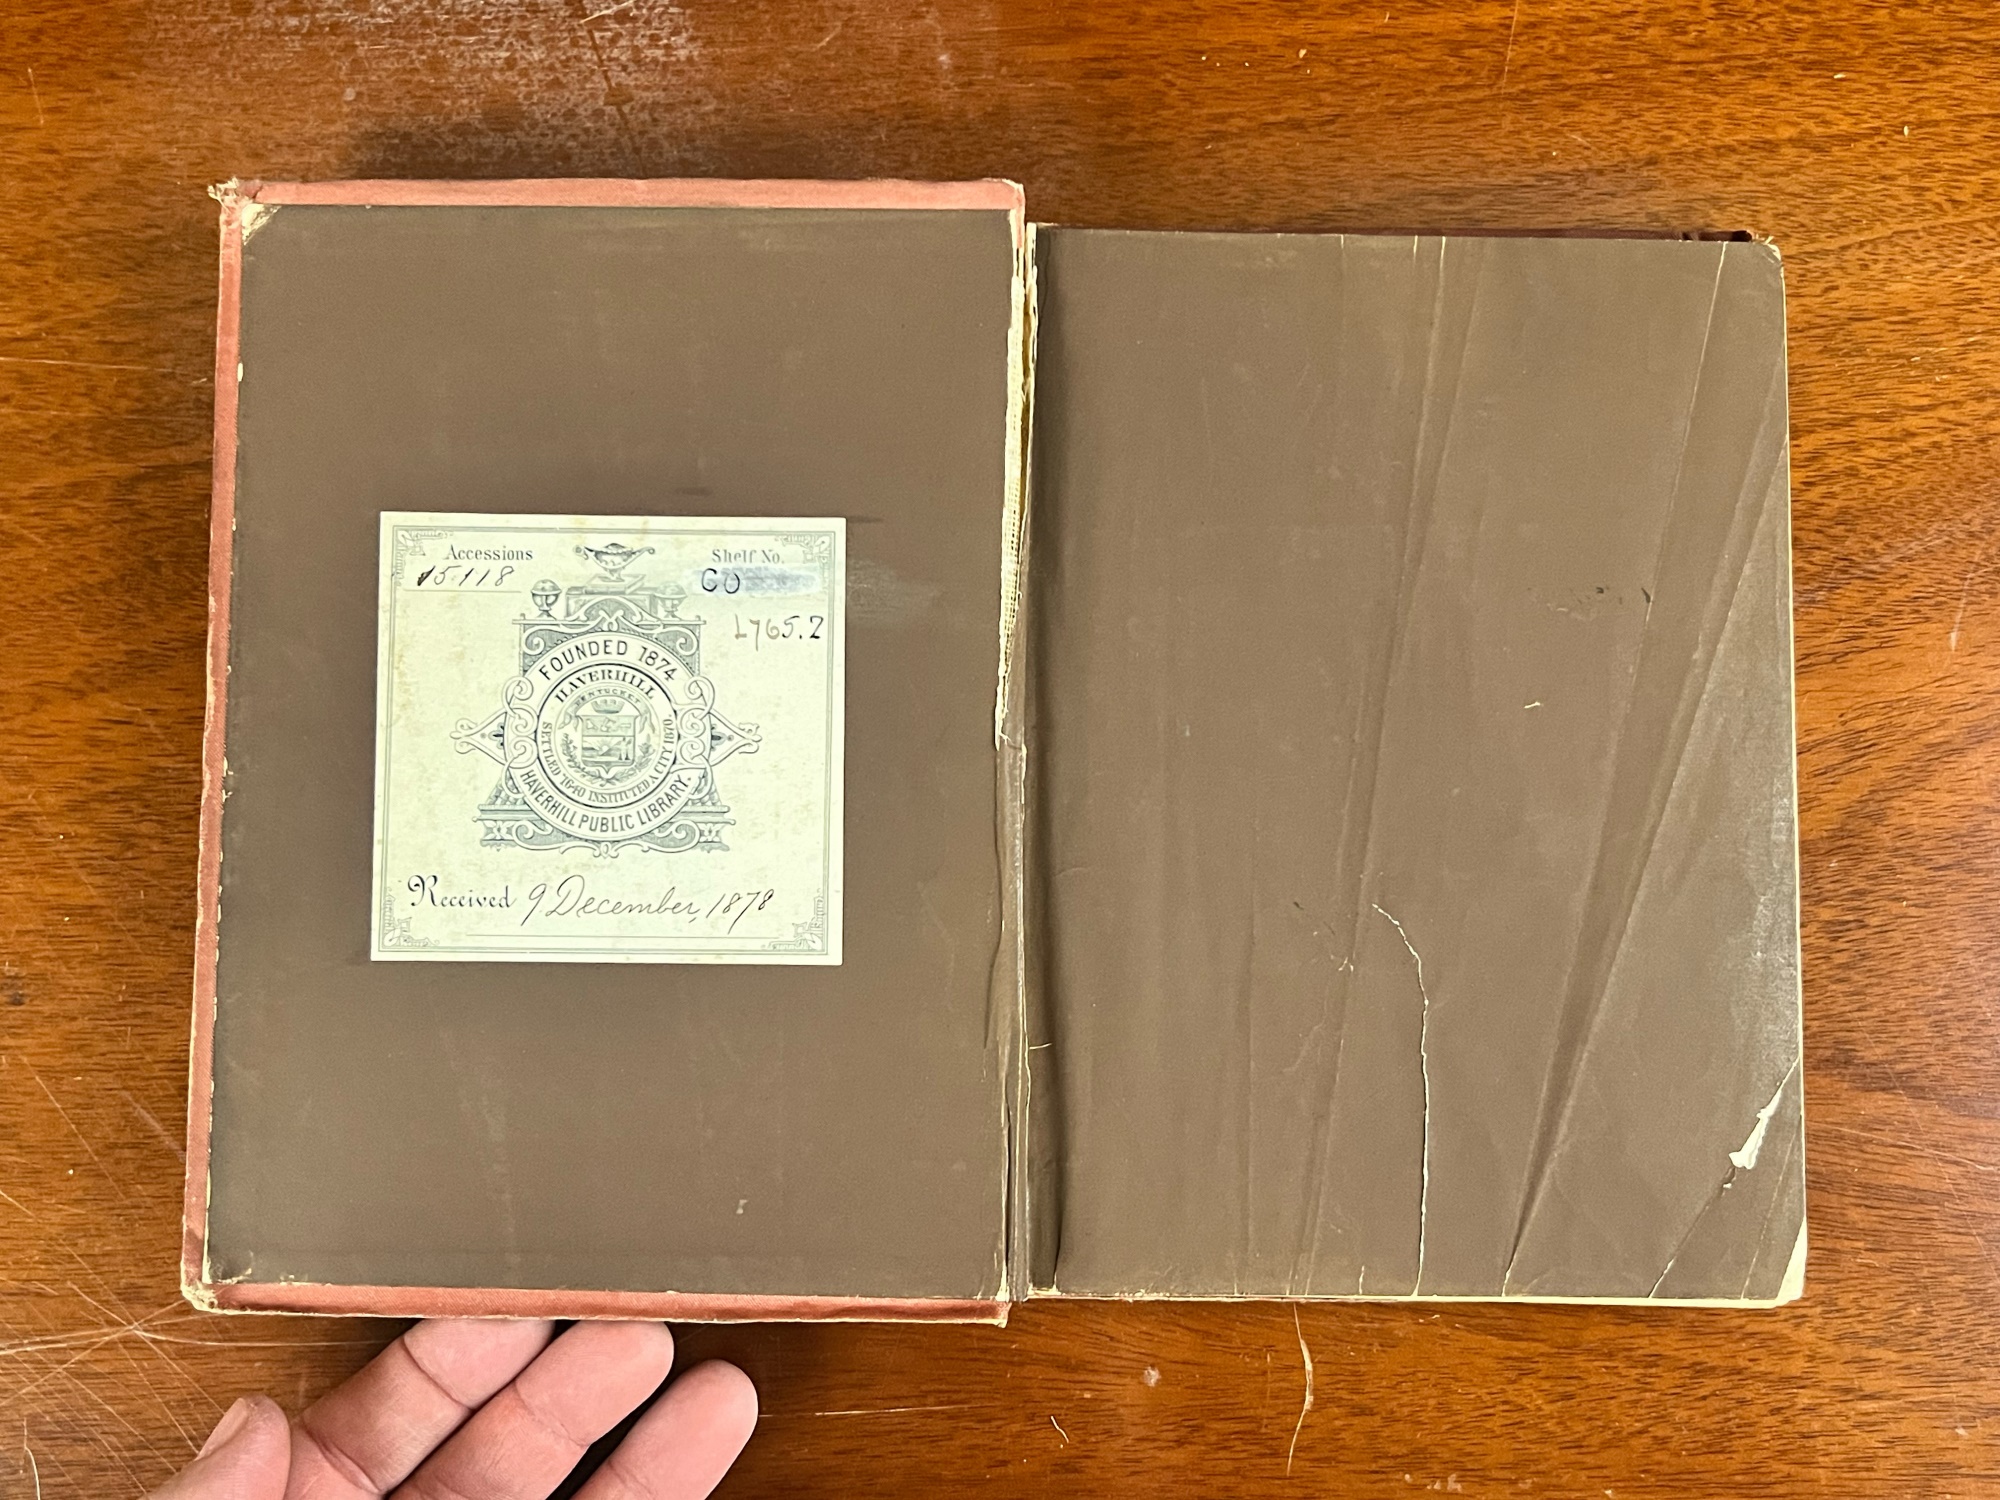 Accessions
15118
Shelf No.
CO
L765.2
FOUNDED 1874
HAVERHILL
PENTUCKET
SETTLED 1640 INSTITUTED A CITY 1870.
HAVERHILL PUBLIC LIBRARY.
Received 9 December, 1878